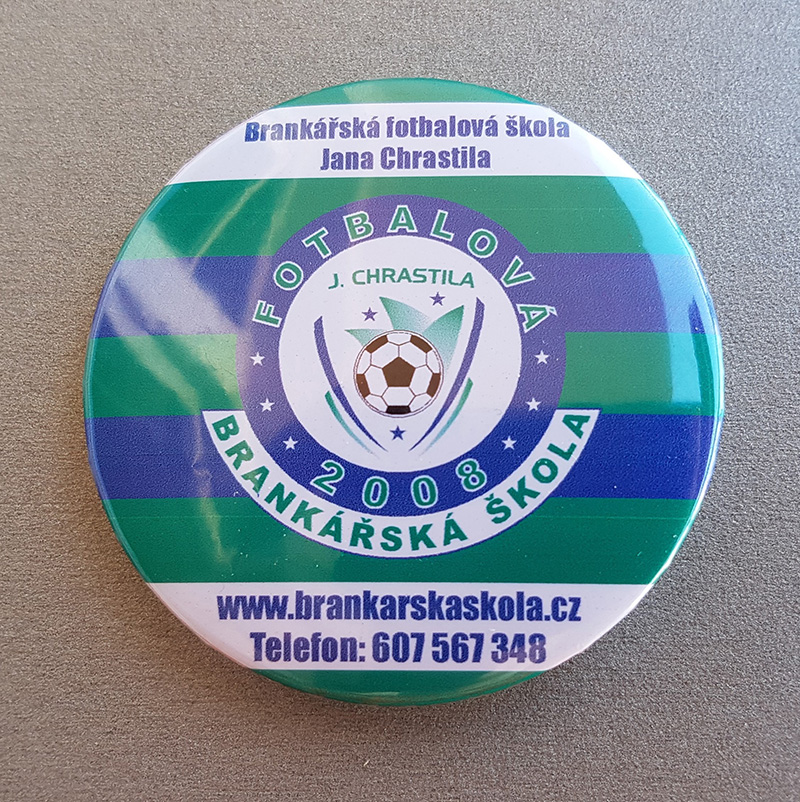 Brankářská fotbalová škola
Jana Chrastila
FOTBALOVÁ
J. CHRASTILA
2008
BRANKÁŘSKÁ ŠKOLA
www.brankarskaskola.cz
Telefon: 607 567 348